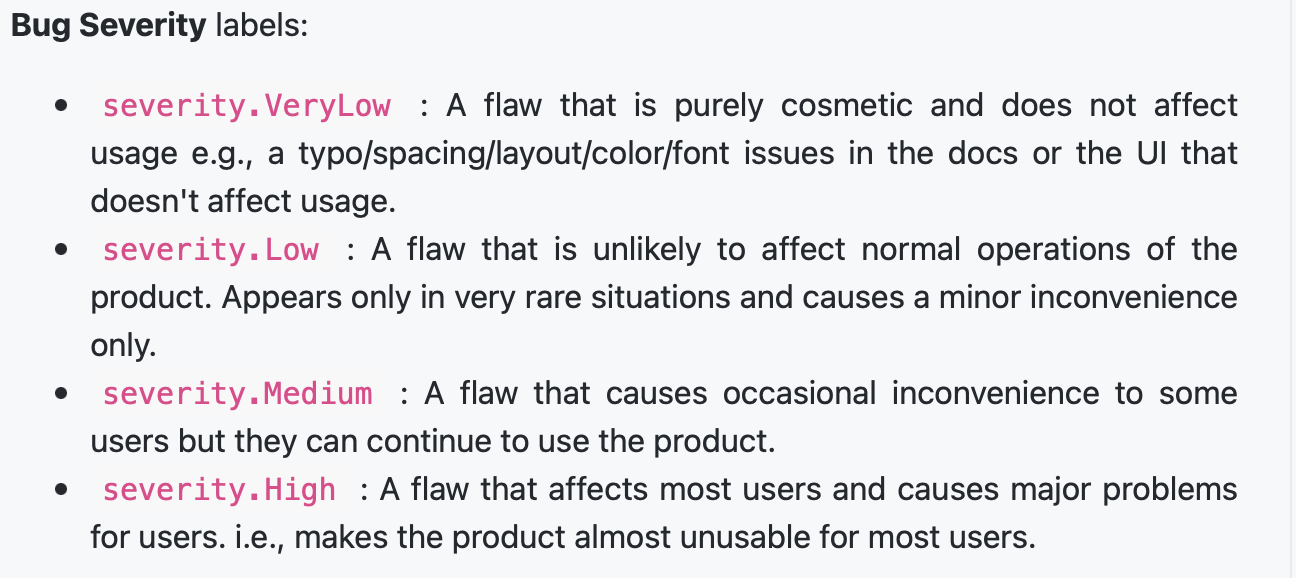 Bug Severity labels:
• severity.VeryLow : A flaw that is purely cosmetic and does not affect
usage e.g., a typo/spacing/layout/color/font issues in the docs or the UI that
doesn't affect usage.
• severity.Low : A flaw that is unlikely to affect normal operations of the
product. Appears only in very rare situations and causes a minor inconvenience
only.
• severity.Medium : A flaw that causes occasional inconvenience to some
users but they can continue to use the product.
• severity.High : A flaw that affects most users and causes major problems
for users. i.e., makes the product almost unusable for most users.